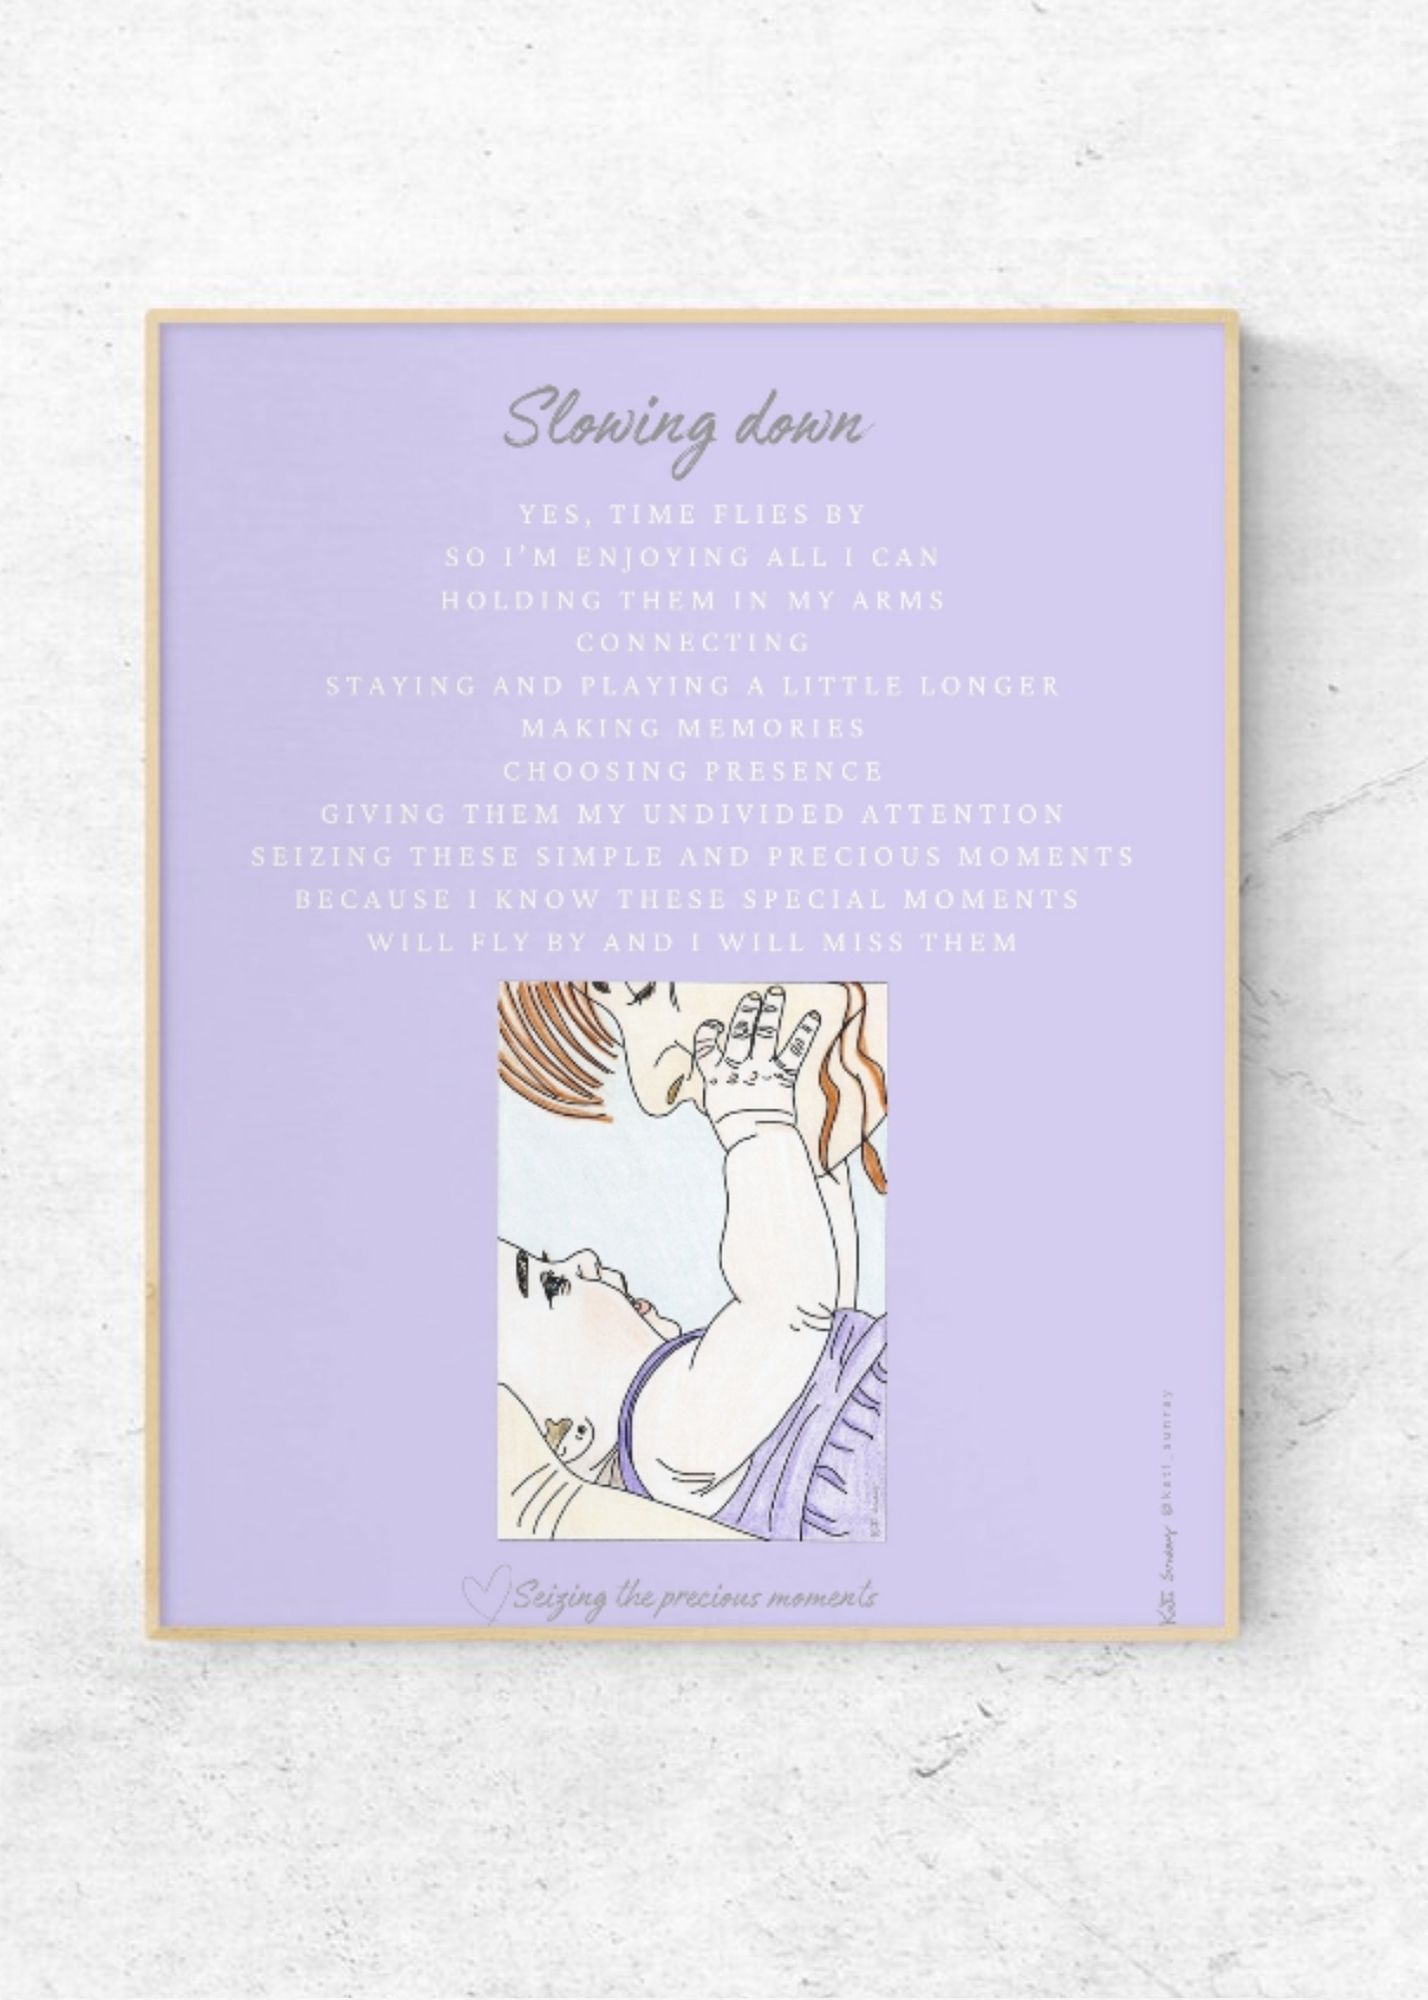 Slowing down
YES, TIME FLIES BY
SO I'M ENJOYING ALL I CAN
HOLDING THEM IN MY ARMS
CONNECTING
STAYING AND PLAYING A LITTLE LONGER
MAKING MEMORIES
CHOOSING PRESENCE
GIVING THEM MY UNDIVIDED ATTENTION
SEIZING THESE SIMPLE AND PRECIOUS MOMENTS
BECAUSE I KNOW THESE SPECIAL MOMENTS
WILL FLY BY AND I WILL MISS THEM
Seizing the precious moments
Kati Sunray @kati_sunray